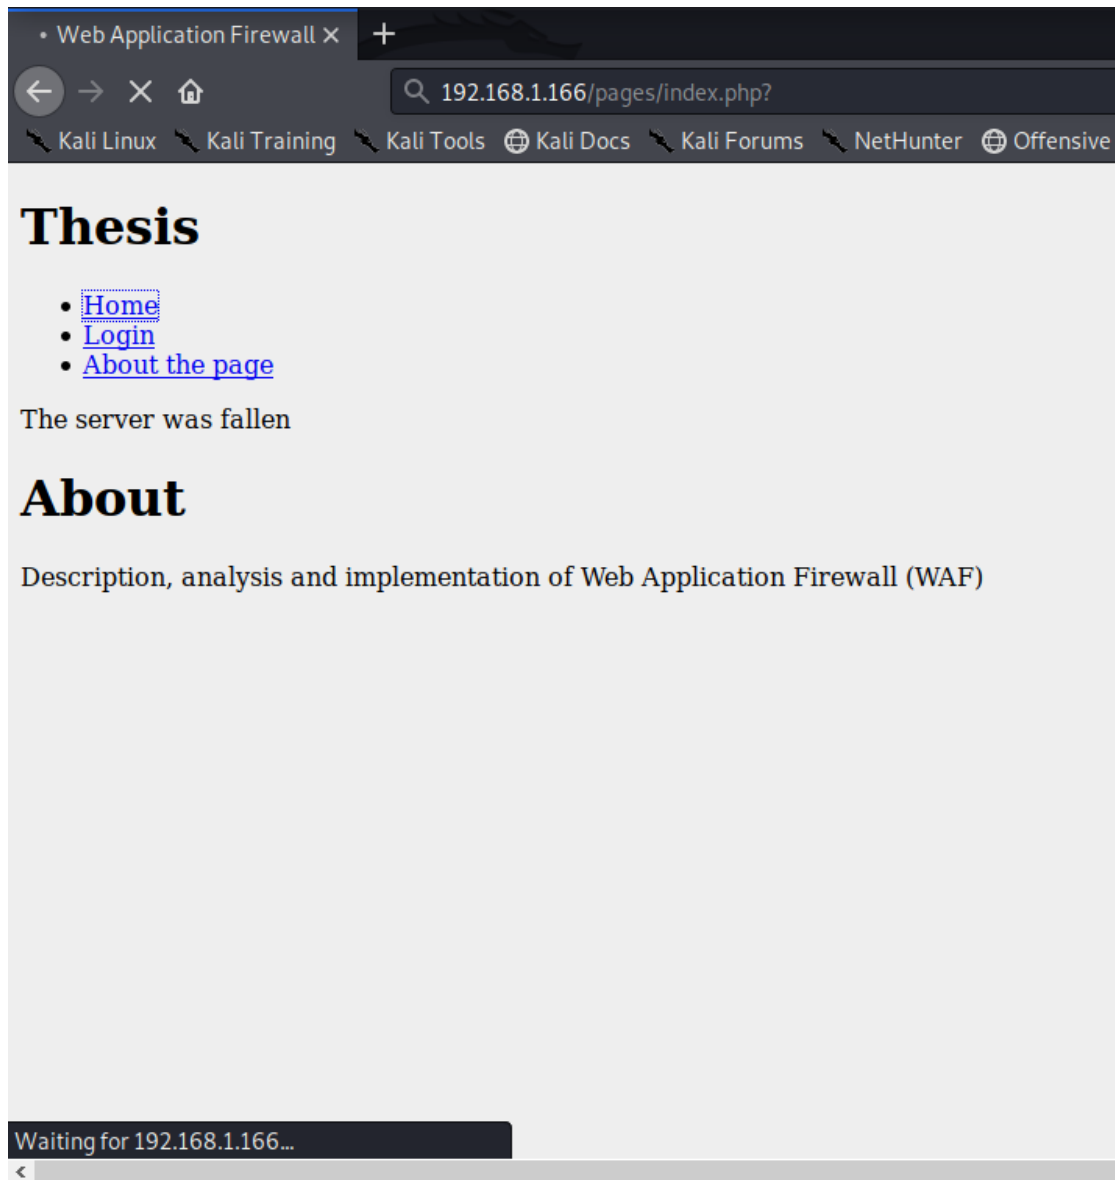 • Web Application Firewall × +
192.168.1.166/pages/index.php?
Kali Linux Kali Training Kali Tools Kali Docs Kali Forums NetHunter Offensive
Thesis
• Home
• Login
• About the page
The server was fallen
About
Description, analysis and implementation of Web Application Firewall (WAF)
Waiting for 192.168.1.166...